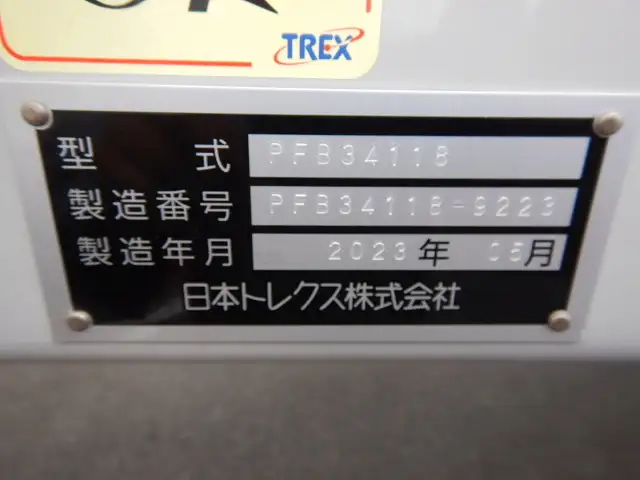 TREX
型式 PFB34118
製造番号 PFB34118-9223
製造年月 2023年 05月
日本トレクス株式会社